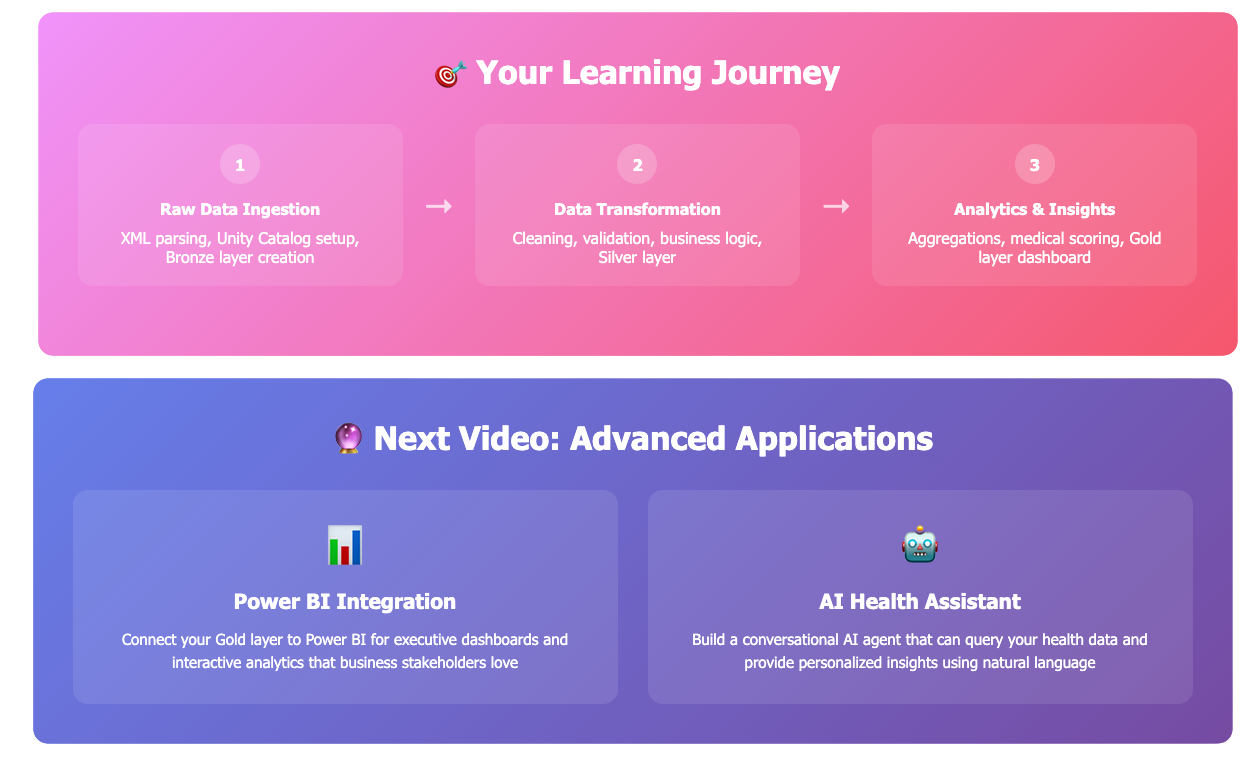 🎯 Your Learning Journey
1
Raw Data Ingestion
XML parsing, Unity Catalog setup,
Bronze layer creation
→
2
Data Transformation
Cleaning, validation, business logic,
Silver layer
→
3
Analytics & Insights
Aggregations, medical scoring, Gold
layer dashboard
🔮 Next Video: Advanced Applications
📊
Power BI Integration
Connect your Gold layer to Power BI for executive dashboards and
interactive analytics that business stakeholders love
🤖
AI Health Assistant
Build a conversational AI agent that can query your health data and
provide personalized insights using natural language